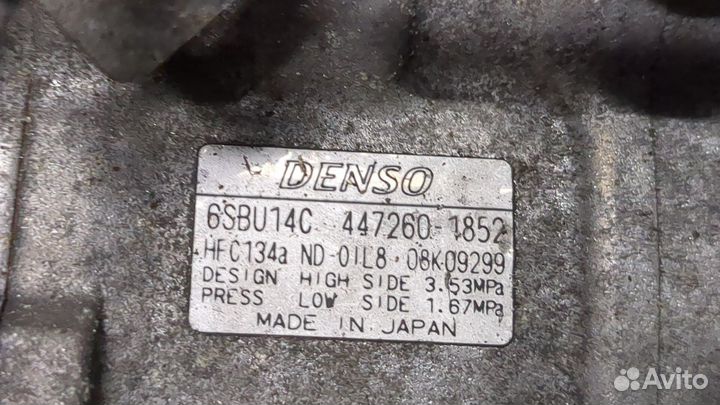 DENSO
6SBU14C 447260-1852
HFC134a ND-OIL8 08K09299
DESIGN HIGH SIDE 3.53MPa
PRESS LOW SIDE 1.67MPa
MADE IN JAPAN
Avito